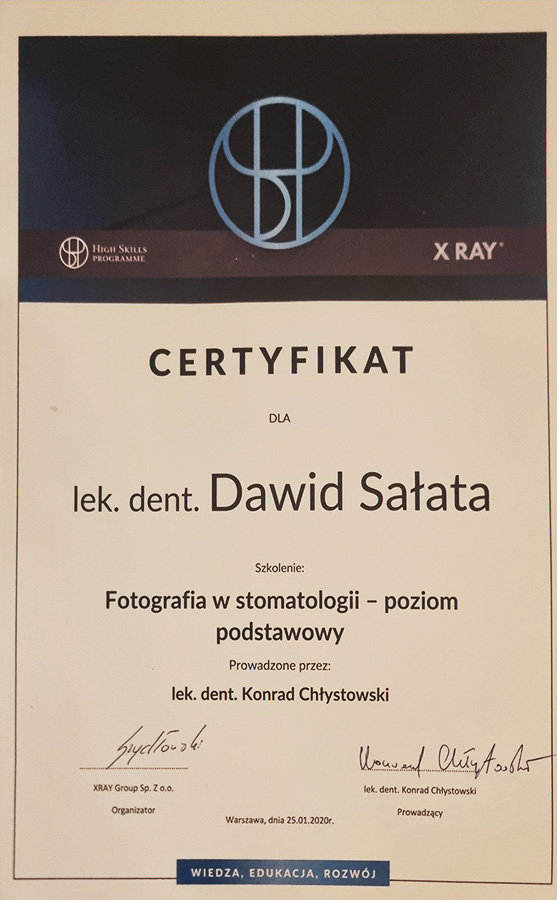 HIGH SKILLS
PROGRAMME
X RAY®
CERTYFIKAT
DLA
lek. dent. Dawid Sałata
Szkolenie:
Fotografia w stomatologii – poziom
podstawowy
Prowadzone przez:
lek. dent. Konrad Chłystowski
Konrad Chłystowski
XRAY Group Sp. Z o.o.
lek. dent. Konrad Chłystowski
Organizator
Prowadzący
Warszawa, dnia 25.01.2020r.
WIEDZA, EDUKACJA, ROZWÓJ